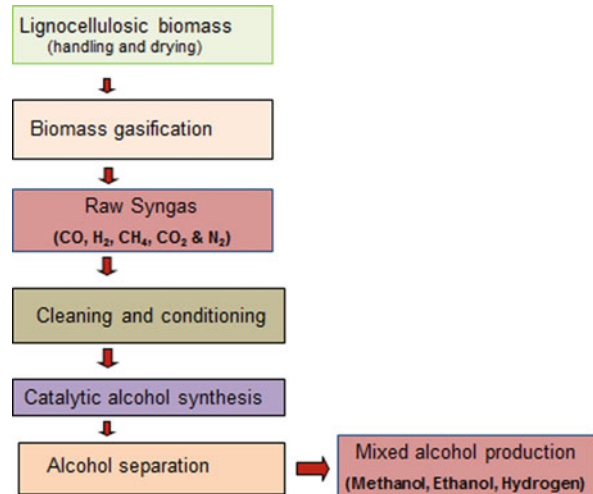 Lignocellulosic biomass
(handling and drying)
Biomass gasification
Raw Syngas
(CO, H₂, CH₄, CO₂ & N₂)
Cleaning and conditioning
Catalytic alcohol synthesis
Alcohol separation
Mixed alcohol production
(Methanol, Ethanol, Hydrogen)